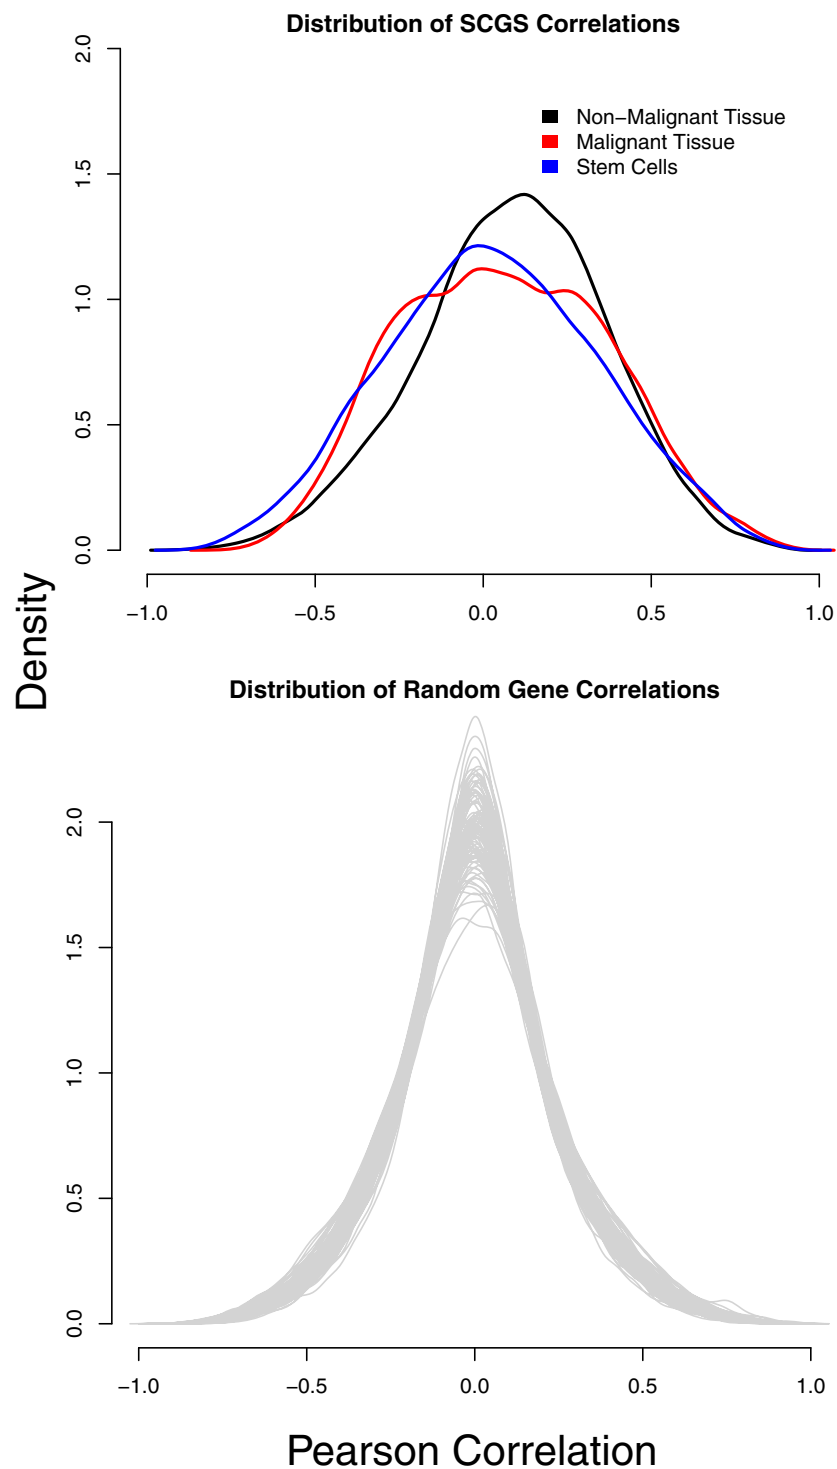 Distribution of SCGS Correlations
2.0
1.5
1.0
0.5
0.0
Non−Malignant Tissue
Malignant Tissue
Stem Cells
−1.0 −0.5 0.0 0.5 1.0
Density
Distribution of Random Gene Correlations
2.0
1.5
1.0
0.5
0.0
−1.0 −0.5 0.0 0.5 1.0
Pearson Correlation